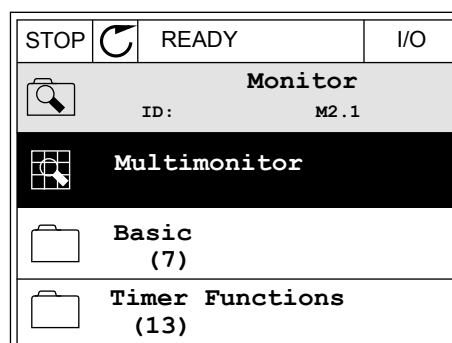 STOP READY I/O
Monitor
ID: M2.1
Multimonitor
Basic
(7)
Timer Functions
(13)